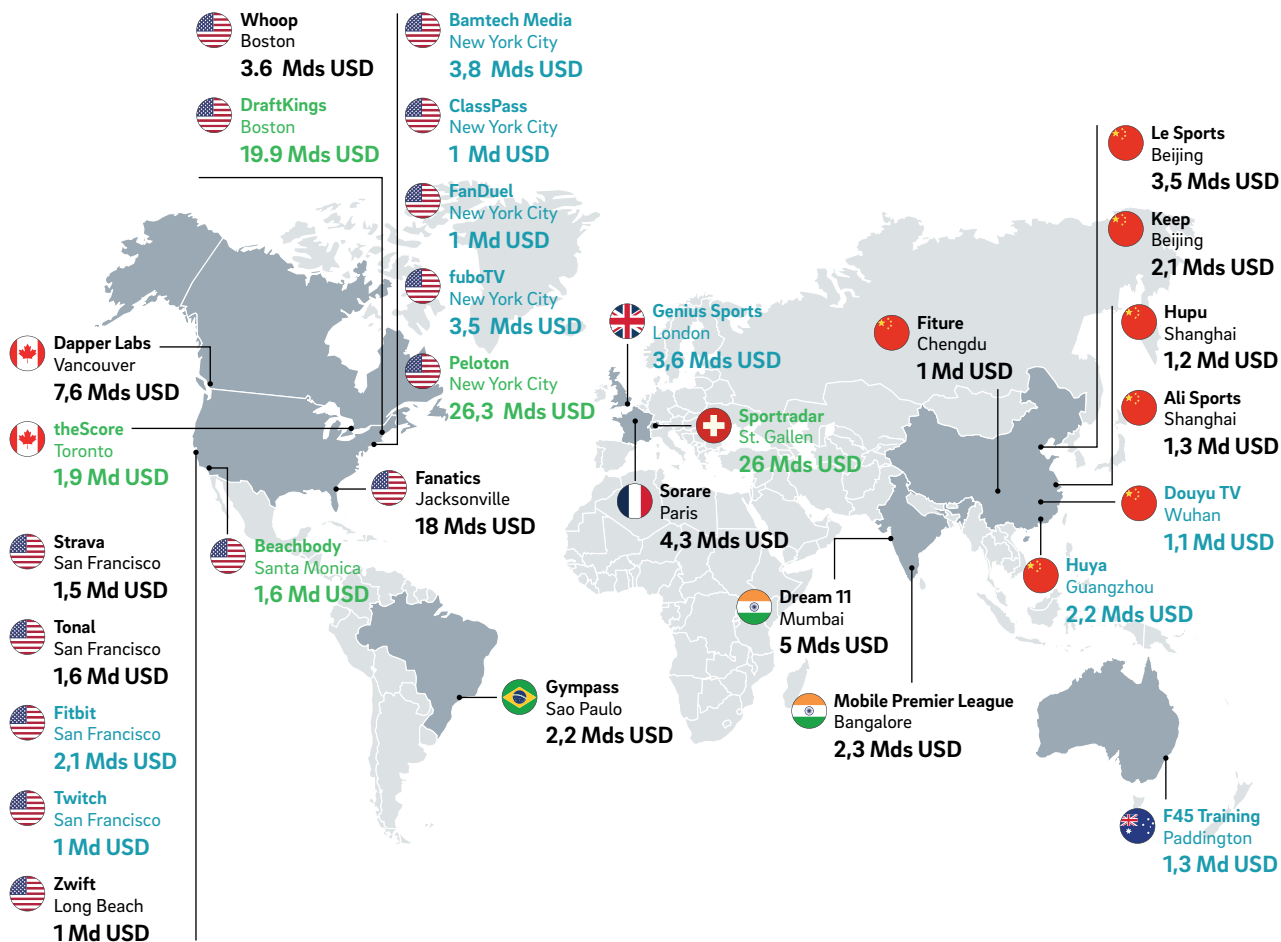 Whoop
Boston
3.6 Mds USD
DraftKings
Boston
19.9 Mds USD
Bamtech Media
New York City
3,8 Mds USD
ClassPass
New York City
1 Md USD
FanDuel
New York City
1 Md USD
fuboTV
New York City
3,5 Mds USD
Peloton
New York City
26,3 Mds USD
Dapper Labs
Vancouver
7,6 Mds USD
theScore
Toronto
1,9 Md USD
Strava
San Francisco
1,5 Md USD
Tonal
San Francisco
1,6 Md USD
Fitbit
San Francisco
2,1 Mds USD
Twitch
San Francisco
1 Md USD
Zwift
Long Beach
1 Md USD
Beachbody
Santa Monica
1,6 Md USD
Fanatics
Jacksonville
18 Mds USD
Gympass
Sao Paulo
2,2 Mds USD
Genius Sports
London
3,6 Mds USD
Sportradar
St. Gallen
26 Mds USD
Sorare
Paris
4,3 Mds USD
Dream 11
Mumbai
5 Mds USD
Mobile Premier League
Bangalore
2,3 Mds USD
Fiture
Chengdu
1 Md USD
Le Sports
Beijing
3,5 Mds USD
Keep
Beijing
2,1 Mds USD
Hupu
Shanghai
1,2 Md USD
Ali Sports
Shanghai
1,3 Md USD
Douyu TV
Wuhan
1,1 Md USD
Huya
Guangzhou
2,2 Mds USD
F45 Training
Paddington
1,3 Md USD